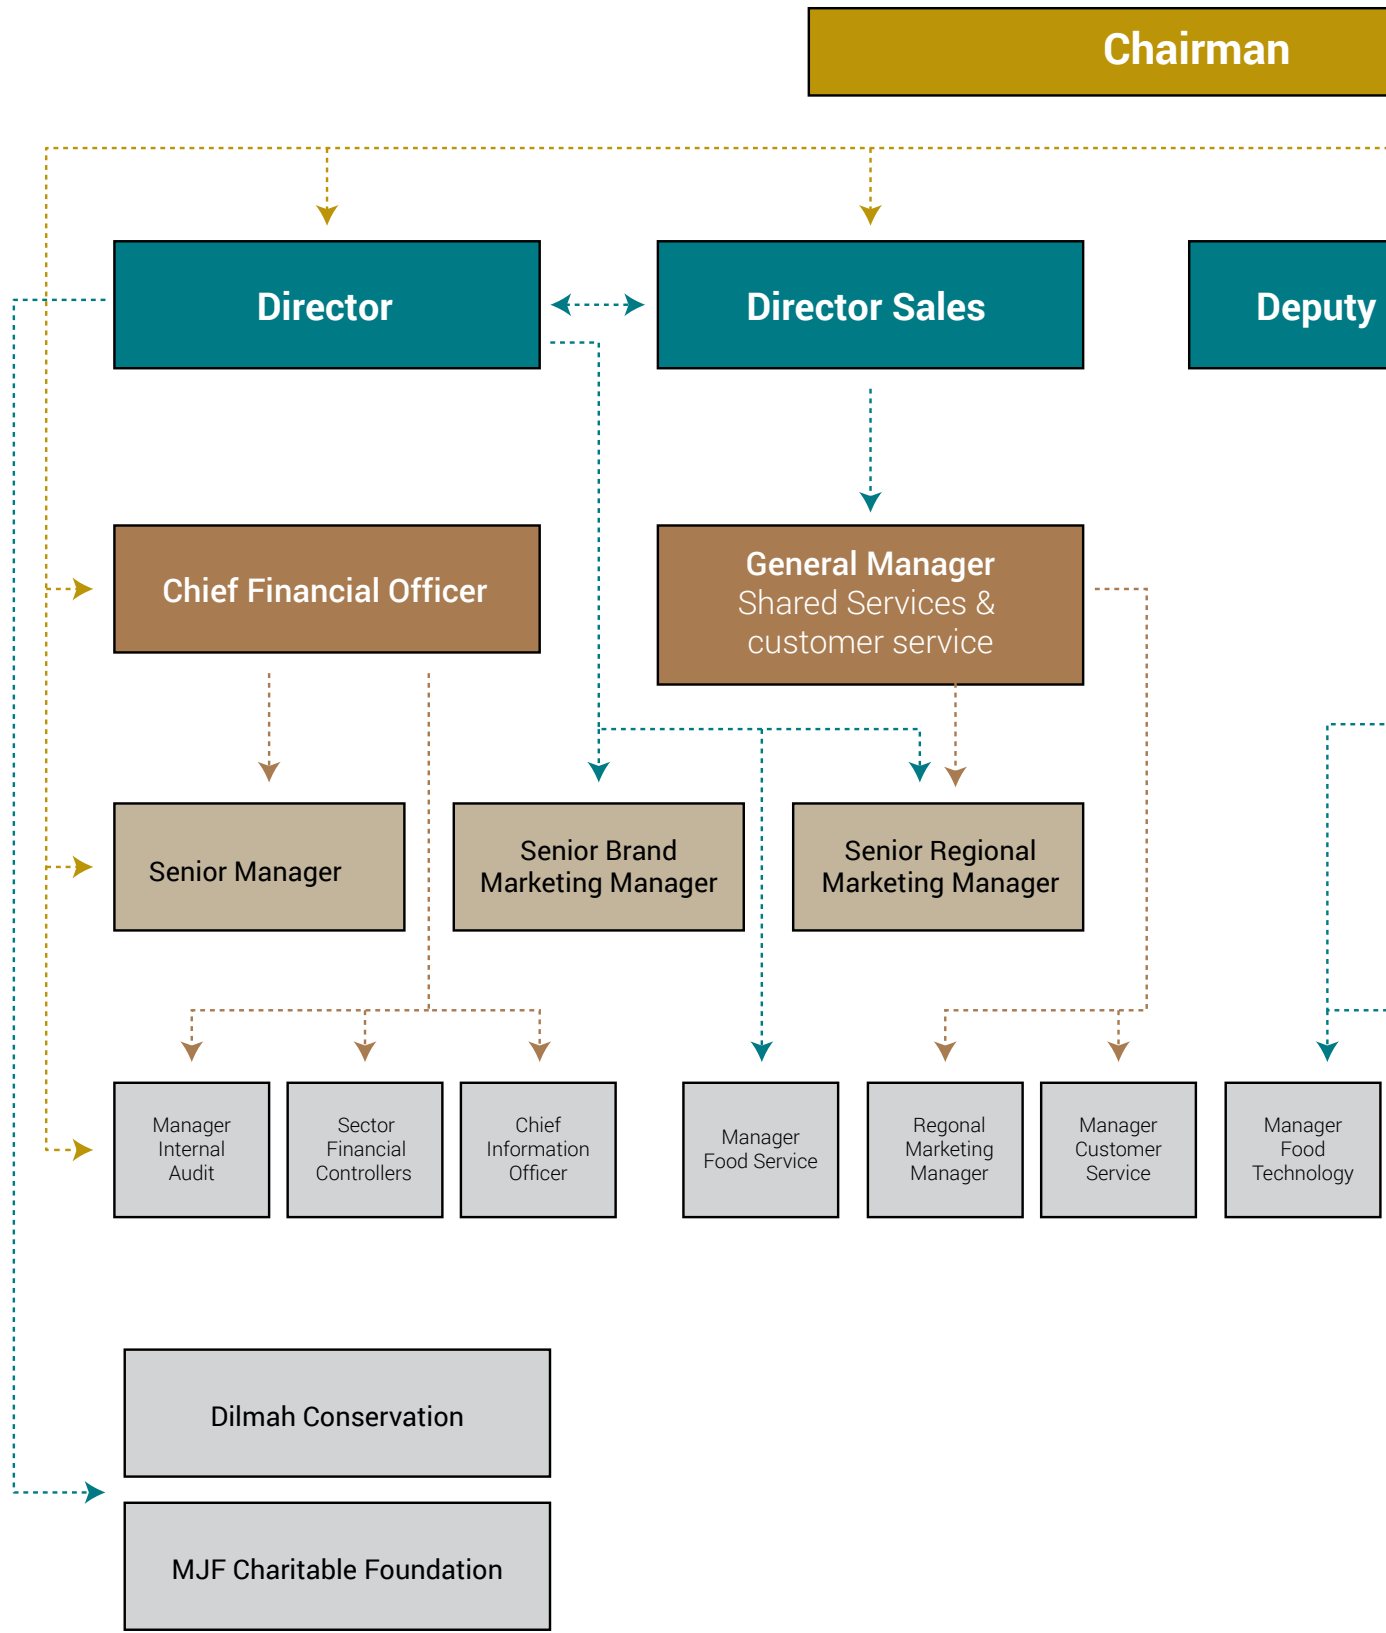 Chairman
Director
Director Sales
Deputy
Chief Financial Officer
General Manager
Shared Services &
customer service
Senior Manager
Senior Brand
Marketing Manager
Senior Regional
Marketing Manager
Manager
Internal
Audit
Sector
Financial
Controllers
Chief
Information
Officer
Manager
Food Service
Regonal
Marketing
Manager
Manager
Customer
Service
Manager
Food
Technology
Dilmah Conservation
MJF Charitable Foundation